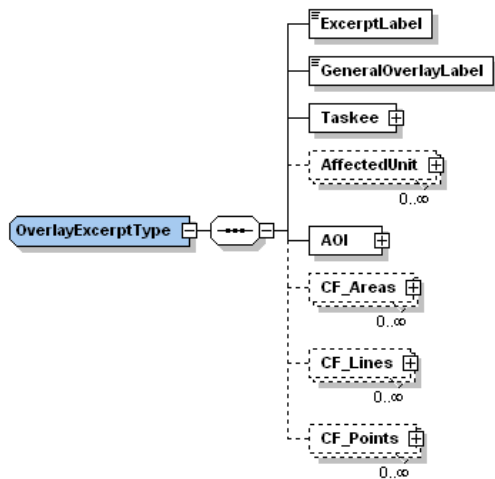 ExcerptLabel
GeneralOverlayLabel
Taskee
AffectedUnit
0..∞
OverlayExcerptType
AOI
CF_Areas
0..∞
CF_Lines
0..∞
CF_Points
0..∞